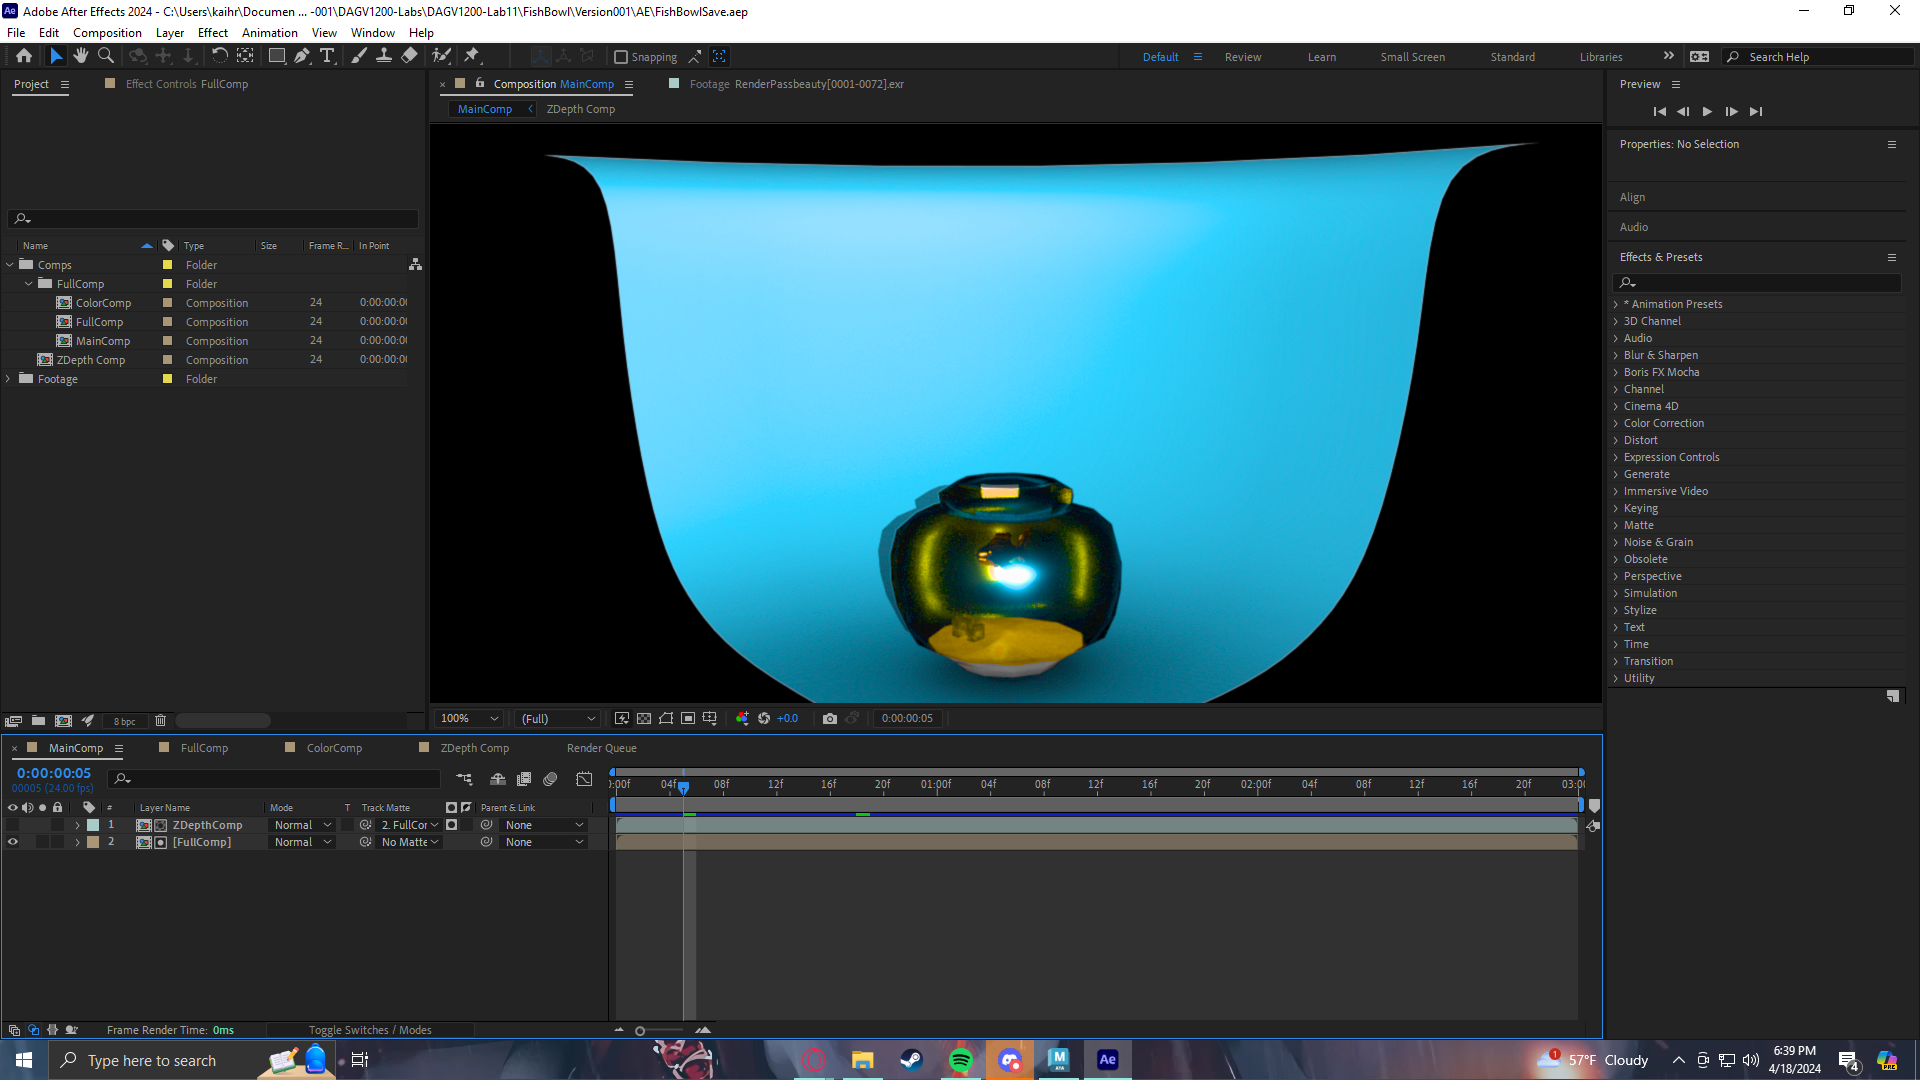 Adobe After Effects 2024 - C:\Users\kaihr\Documen ... -001\DAGV1200-Labs\DAGV1200-Lab11\FishBowl\Version001\AE\FishBowlSave.aep
File Edit Composition Layer Effect Animation View Window Help
Snapping
Default Review Learn Small Screen Standard Libraries Search Help
Project Effect Controls FullComp
Composition MainComp Footage RenderPassbeauty[0001-0072].exr
MainComp ZDepth Comp
Name Type Size Frame R... In Point
Comps Folder
FullComp Folder
ColorComp Composition 24 0:00:00:00
FullComp Composition 24 0:00:00:00
MainComp Composition 24 0:00:00:00
ZDepth Comp Composition 24 0:00:00:00
Footage Folder
8 bpc
100% (Full) +0.0 0:00:00:05
Preview
Properties: No Selection
Align
Audio
Effects & Presets
* Animation Presets
3D Channel
Audio
Blur & Sharpen
Boris FX Mocha
Channel
Cinema 4D
Color Correction
Distort
Expression Controls
Generate
Immersive Video
Keying
Matte
Noise & Grain
Obsolete
Perspective
Simulation
Stylize
Text
Time
Transition
Utility
MainComp FullComp ColorComp ZDepth Comp Render Queue
0:00:00:05
00005 (24.00 fps)
):00f 04f 08f 12f 16f 20f 01:00f 04f 08f 12f 16f 20f 02:00f 04f 08f 12f 16f 20f 03:00
# Layer Name Mode T Track Matte Parent & Link
1 ZDepthComp Normal 2. FullCor None
2 [FullComp] Normal No Matte None
Frame Render Time: 0ms Toggle Switches / Modes
Type here to search
M
Ae
1
57°F Cloudy
6:39 PM
4/18/2024
4
PRE